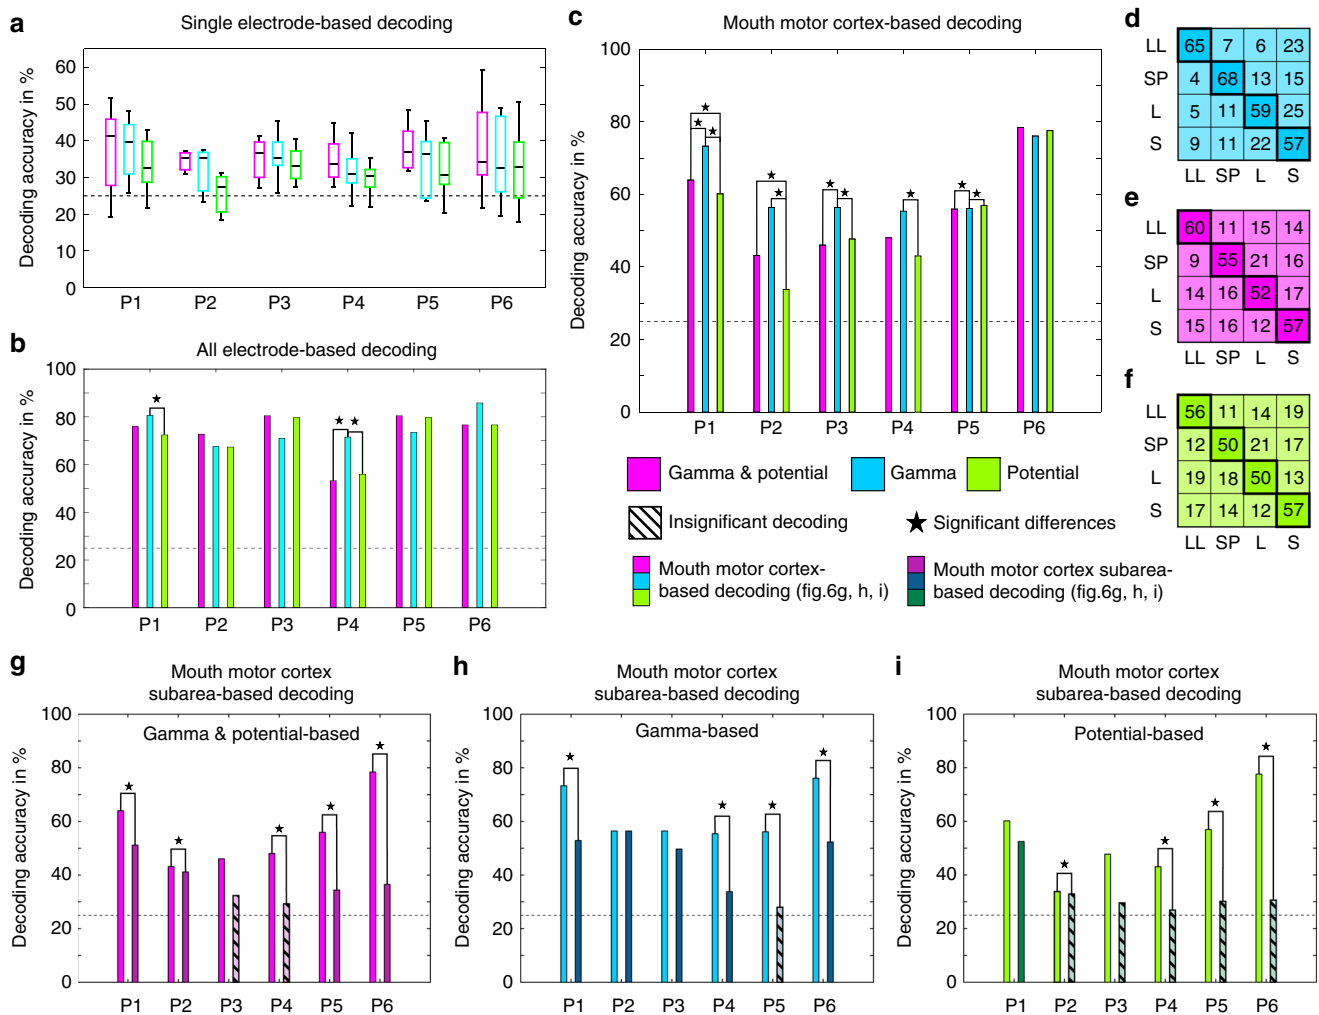 a
Single electrode-based decoding
Decoding accuracy in %
60
50
40
30
20
10
0
P1 P2 P3 P4 P5 P6
b
All electrode-based decoding
Decoding accuracy in %
100
80
60
40
20
0
P1 P2 P3 P4 P5 P6
c
Mouth motor cortex-based decoding
Decoding accuracy in %
100
80
60
40
20
0
P1 P2 P3 P4 P5 P6
Gamma & potential
Gamma
Potential
Insignificant decoding
Significant differences
Mouth motor cortex-
based decoding (fig.6g, h, i)
Mouth motor cortex subarea-
based decoding (fig.6g, h, i)
d
LL 65 7 6 23
SP 4 68 13 15
L 5 11 59 25
S 9 11 22 57
LL SP L S
e
LL 60 11 15 14
SP 9 55 21 16
L 14 16 52 17
S 15 16 12 57
LL SP L S
f
LL 56 11 14 19
SP 12 50 21 17
L 19 18 50 13
S 17 14 12 57
LL SP L S
g
Mouth motor cortex
subarea-based decoding
Gamma & potential-based
Decoding accuracy in %
100
80
60
40
20
0
P1 P2 P3 P4 P5 P6
h
Mouth motor cortex
subarea-based decoding
Gamma-based
Decoding accuracy in %
100
80
60
40
20
0
P1 P2 P3 P4 P5 P6
i
Mouth motor cortex
subarea-based decoding
Potential-based
Decoding accuracy in %
100
80
60
40
20
0
P1 P2 P3 P4 P5 P6